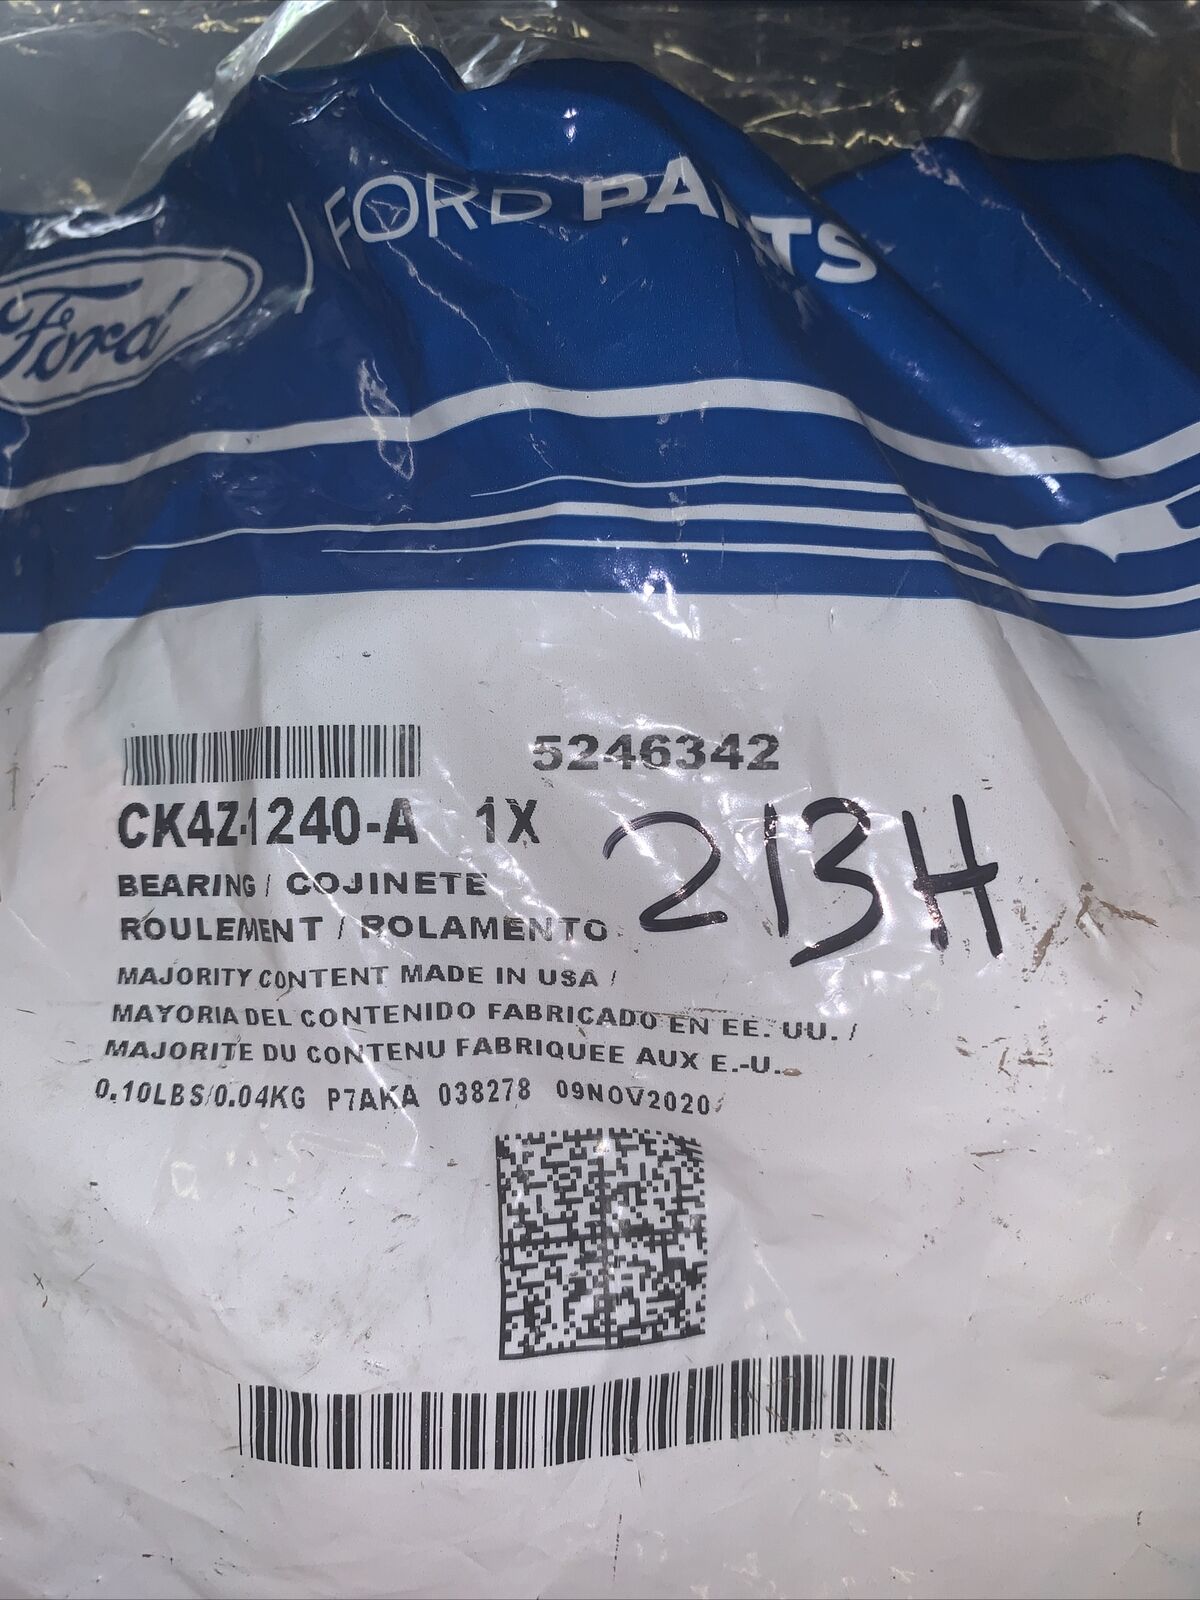 Ford / FORD PARTS
5246342
CK4Z-1240-A 1X
213H
BEARING / COJINETE
ROULEMENT / ROLAMENTO
MAJORITY CONTENT MADE IN USA /
MAYORIA DEL CONTENIDO FABRICADO EN EE. UU. /
MAJORITE DU CONTENU FABRIQUEE AUX E.-U.
0.10LBS/0.04KG P7AKA 038278 09NOV2020